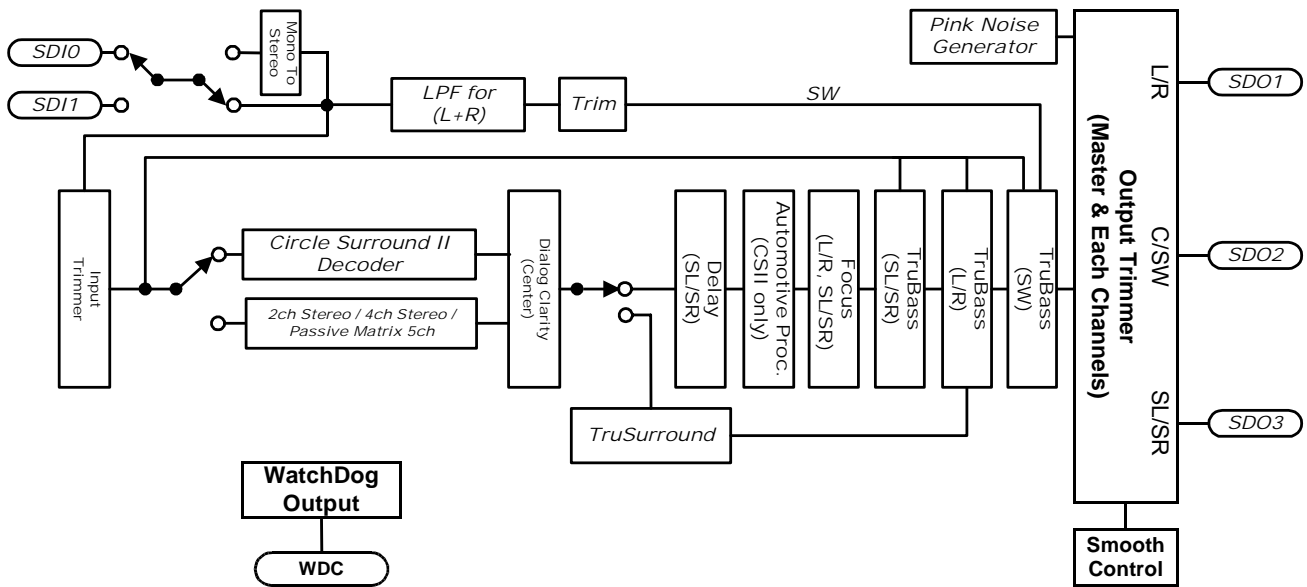 SDI0
SDI1
Mono To
Stereo
LPF for
(L+R)
Trim
SW
Pink Noise
Generator
Input
Trimmer
Circle Surround II
Decoder
2ch Stereo / 4ch Stereo /
Passive Matrix 5ch
Dialog Clarity
(Center)
TruSurround
Delay
(SL/SR)
Automotive Proc.
(CSII only)
Focus
(L/R, SL/SR)
TruBass
(SL/SR)
TruBass
(L/R)
TruBass
(SW)
Output Trimmer
(Master & Each Channels)
L/R
C/SW
SL/SR
SDO1
SDO2
SDO3
Smooth
Control
WatchDog
Output
WDC